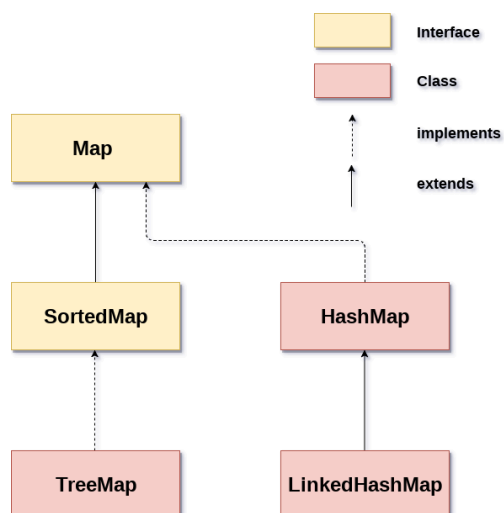 Interface
Class
Map
implements
extends
SortedMap
HashMap
TreeMap
LinkedHashMap